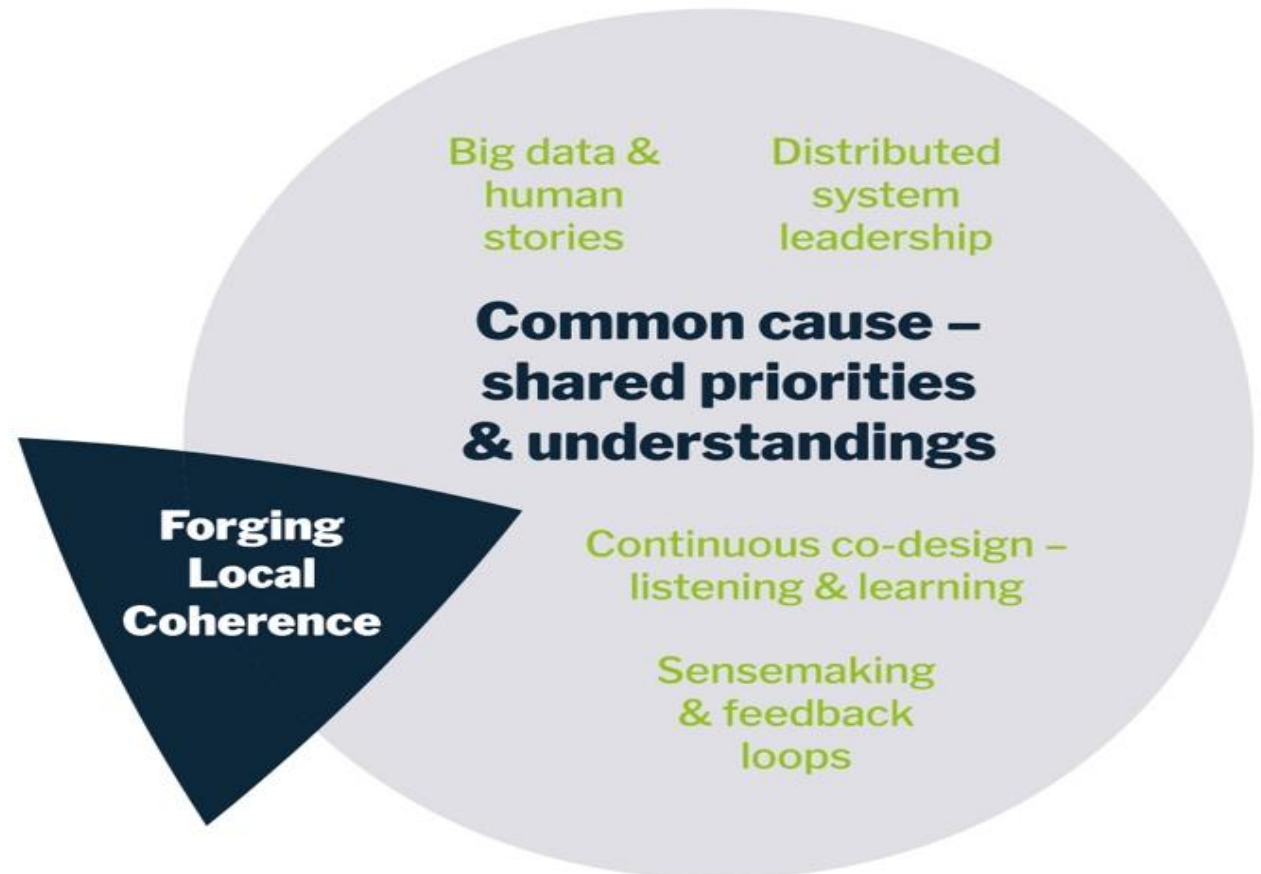 Big data &
human
stories
Distributed
system
leadership
Common cause –
shared priorities
& understandings
Forging
Local
Coherence
Continuous co-design –
listening & learning
Sensemaking
& feedback
loops